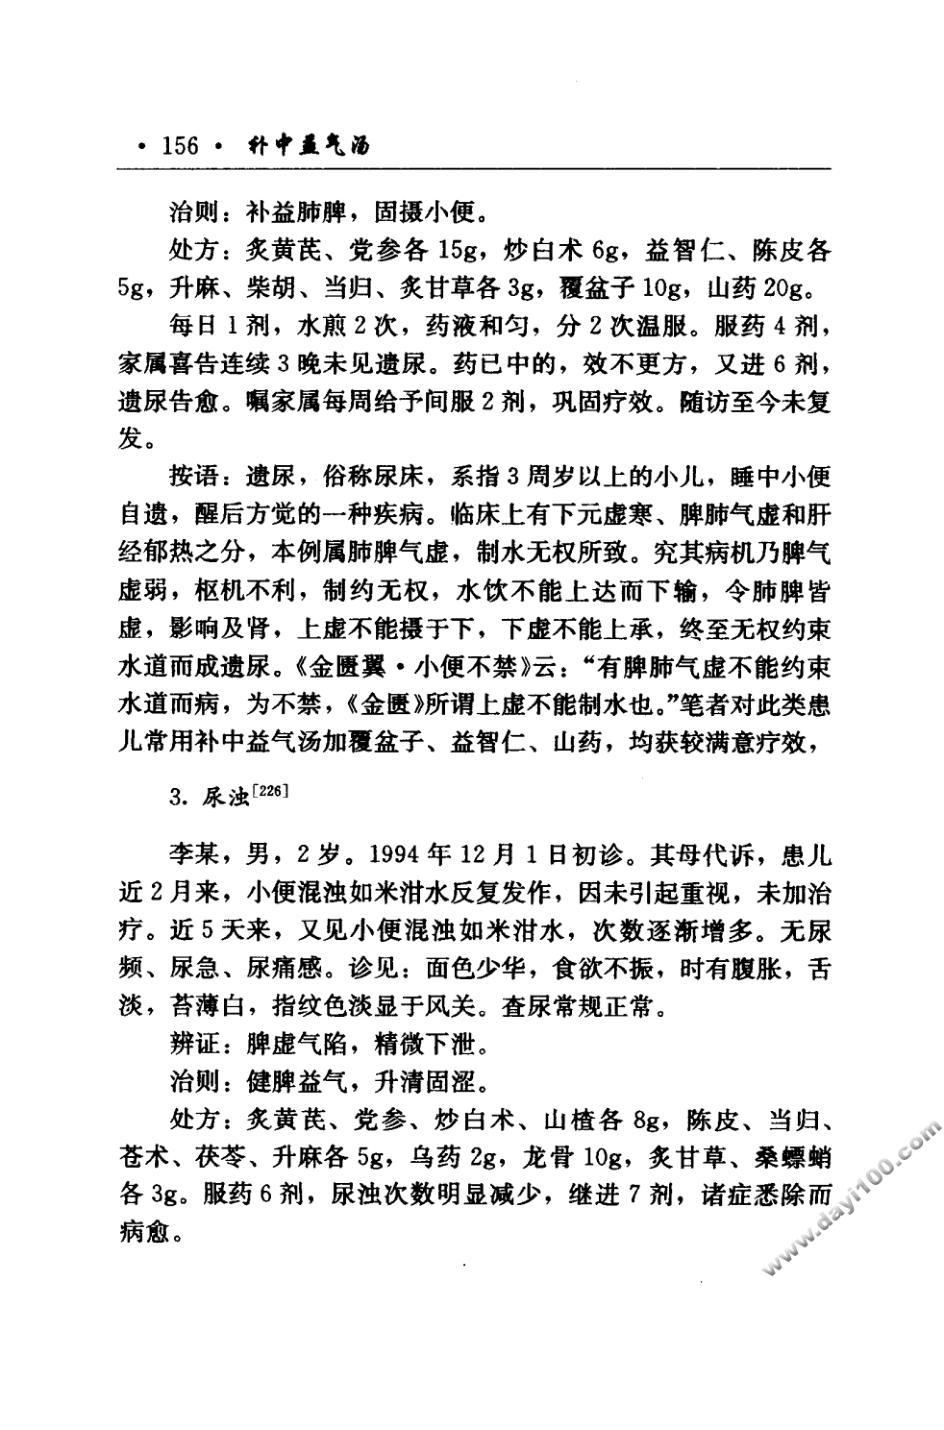 ·156· 补中益气汤
治则：补益肺脾，固摄小便。
处方：炙黄芪、党参各 15g，炒白术 6g，益智仁、陈皮各
5g，升麻、柴胡、当归、炙甘草各 3g，覆盆子 10g，山药 20g。
每日 1 剂，水煎 2 次，药液和匀，分 2 次温服。服药 4 剂，
家属喜告连续 3 晚未见遗尿。药已中的，效不更方，又进 6 剂，
遗尿告愈。嘱家属每周给予间服 2 剂，巩固疗效。随访至今未复
发。
按语：遗尿，俗称尿床，系指 3 周岁以上的小儿，睡中小便
自遗，醒后方觉的一种疾病。临床上有下元虚寒、脾肺气虚和肝
经郁热之分，本例属肺脾气虚，制水无权所致。究其病机乃脾气
虚弱，枢机不利，制约无权，水饮不能上达而下输，令肺脾皆
虚，影响及肾，上虚不能摄于下，下虚不能上承，终至无权约束
水道而成遗尿。《金匮翼·小便不禁》云：“有脾肺气虚不能约束
水道而病，为不禁，《金匮》所谓上虚不能制水也。”笔者对此类患
儿常用补中益气汤加覆盆子、益智仁、山药，均获较满意疗效，
3. 尿浊[226]
李某，男，2 岁。1994 年 12 月 1 日初诊。其母代诉，患儿
近 2 月来，小便混浊如米泔水反复发作，因未引起重视，未加治
疗。近 5 天来，又见小便混浊如米泔水，次数逐渐增多。无尿
频、尿急、尿痛感。诊见：面色少华，食欲不振，时有腹胀，舌
淡，苔薄白，指纹色淡显于风关。查尿常规正常。
辨证：脾虚气陷，精微下泄。
治则：健脾益气，升清固涩。
处方：炙黄芪、党参、炒白术、山楂各 8g，陈皮、当归、
苍术、茯苓、升麻各 5g，乌药 2g，龙骨 10g，炙甘草、桑螵蛸
各 3g。服药 6 剂，尿浊次数明显减少，继进 7 剂，诸症悉除而
病愈。
www.dayi100.com